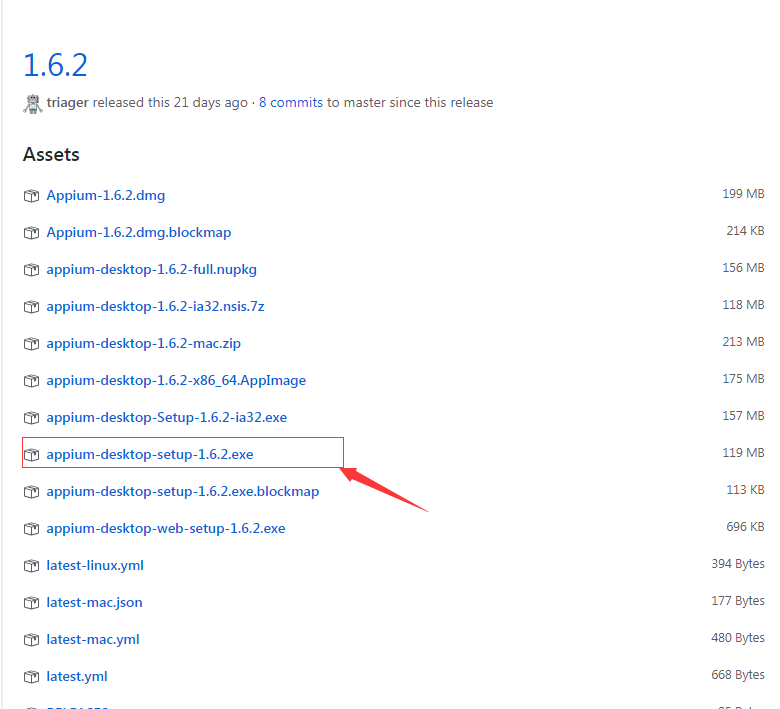 1.6.2
triager released this 21 days ago · 8 commits to master since this release
Assets
Appium-1.6.2.dmg 199 MB
Appium-1.6.2.dmg.blockmap 214 KB
appium-desktop-1.6.2-full.nupkg 156 MB
appium-desktop-1.6.2-ia32.nsis.7z 118 MB
appium-desktop-1.6.2-mac.zip 213 MB
appium-desktop-1.6.2-x86_64.AppImage 175 MB
appium-desktop-Setup-1.6.2-ia32.exe 157 MB
appium-desktop-setup-1.6.2.exe 119 MB
appium-desktop-setup-1.6.2.exe.blockmap 113 KB
appium-desktop-web-setup-1.6.2.exe 696 KB
latest-linux.yml 394 Bytes
latest-mac.json 177 Bytes
latest-mac.yml 480 Bytes
latest.yml 668 Bytes